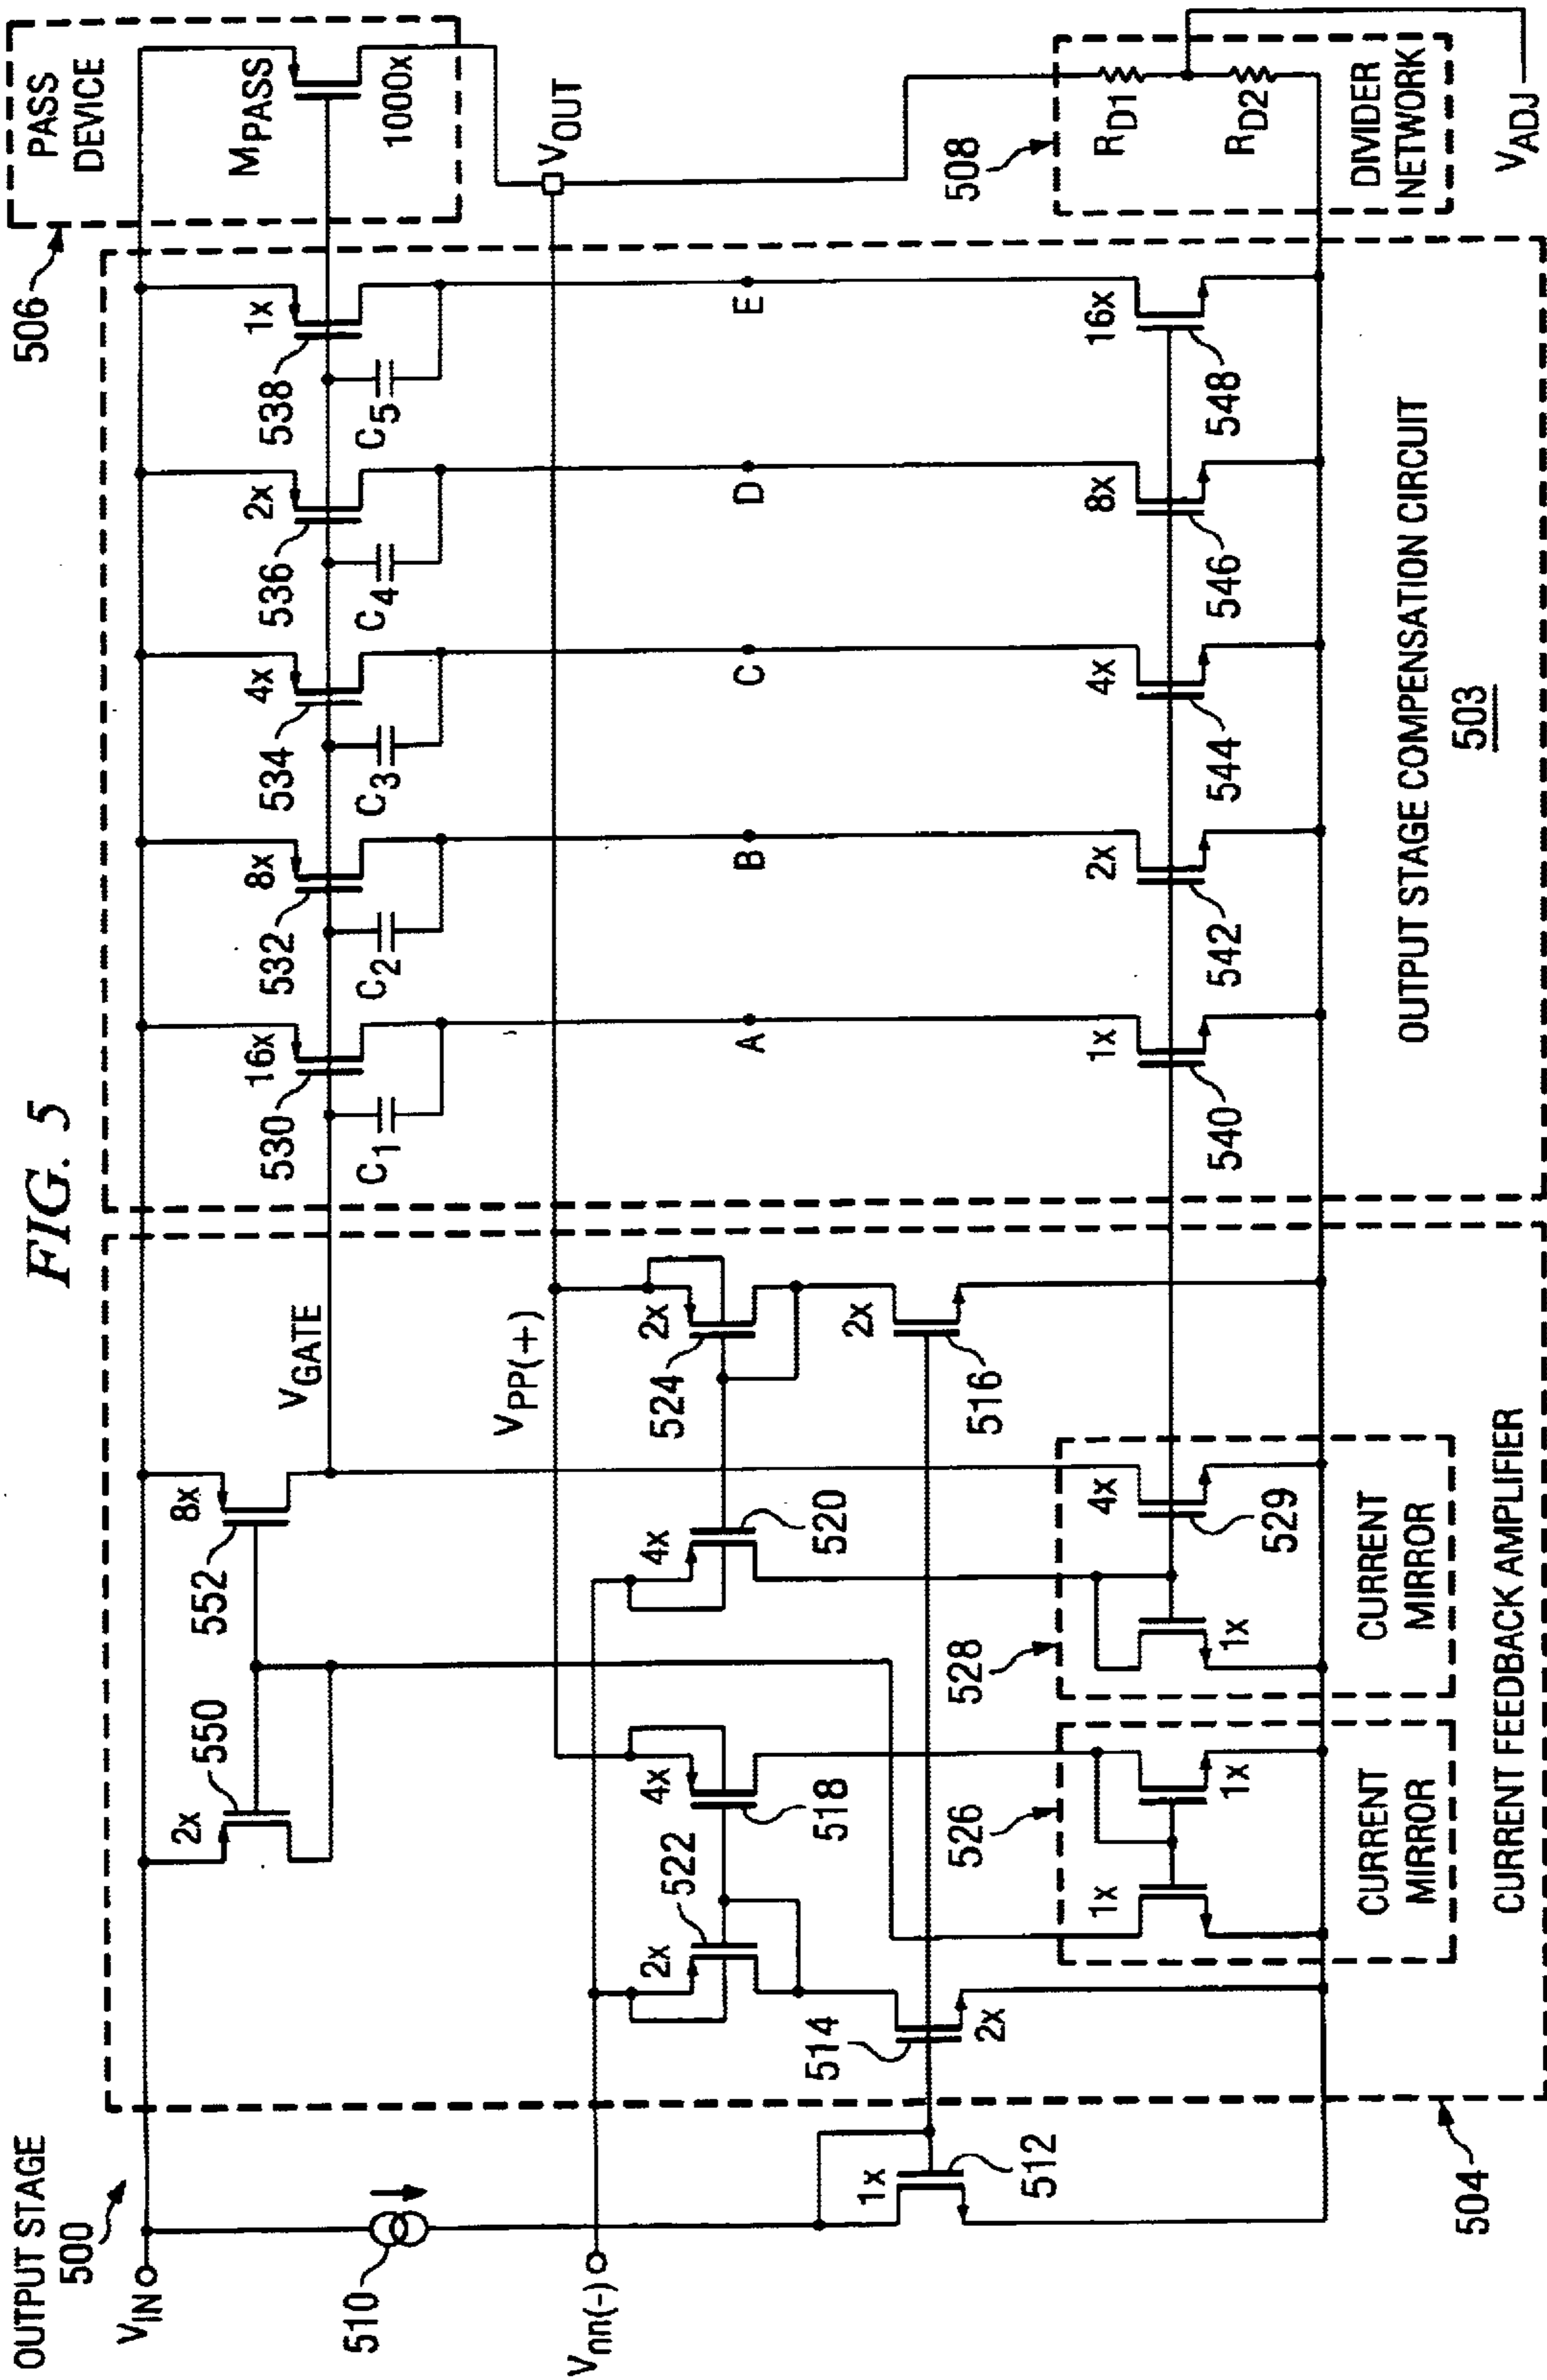 FIG. 5
OUTPUT STAGE
500
VIN
510
Vnn(-)
1x
512
504
2x
550
8x
552
VGATE
VPP(+)
2x
522
4x
518
4x
520
2x
524
514
2x
2x
516
526
1x
1x
CURRENT
MIRROR
528
1x
4x
529
CURRENT
MIRROR
CURRENT FEEDBACK AMPLIFIER
16x
530
C1
8x
532
C2
4x
534
C3
2x
536
C4
1x
538
C5
A
B
C
D
E
1x
540
2x
542
4x
544
8x
546
16x
548
OUTPUT STAGE COMPENSATION CIRCUIT
503
506
PASS
DEVICE
MPASS
1000x
VOUT
508
RD1
RD2
DIVIDER
NETWORK
VADJ